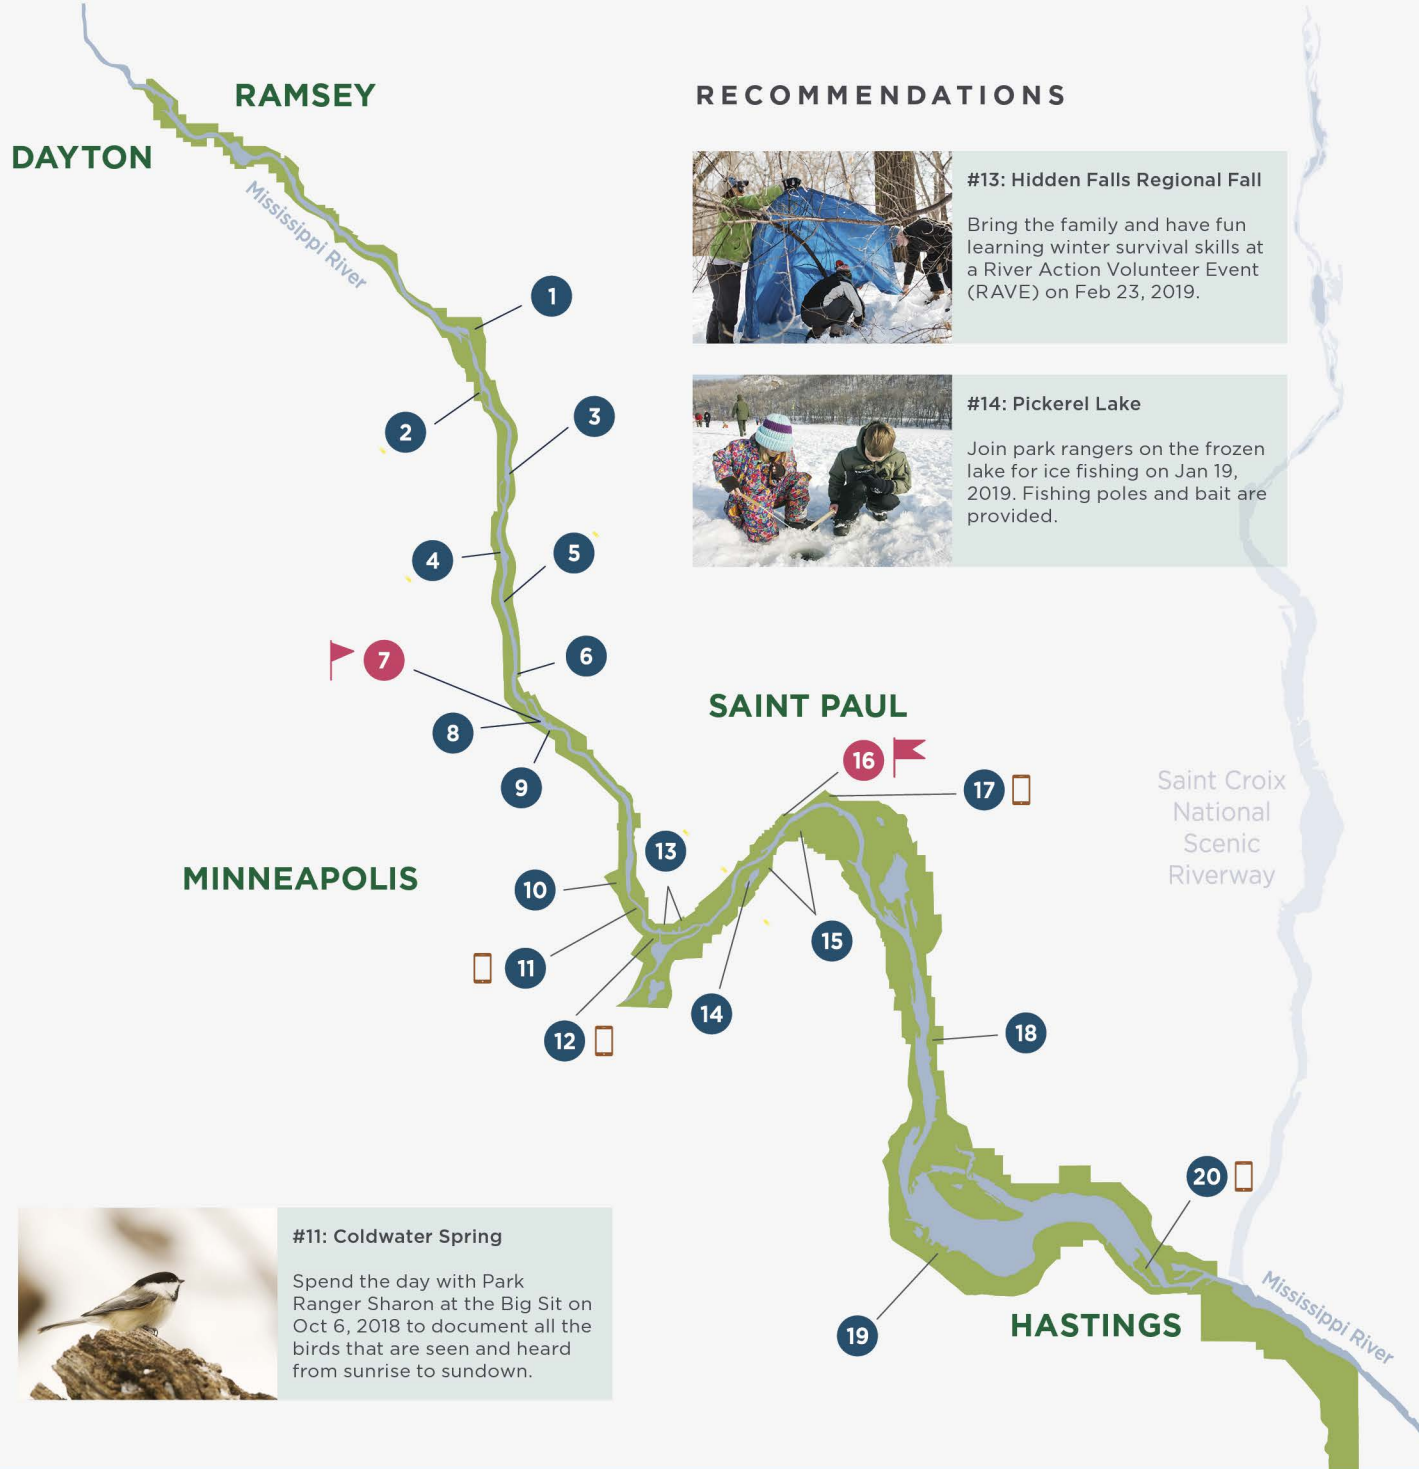 RAMSEY
DAYTON
Mississippi River
RECOMMENDATIONS
#13: Hidden Falls Regional Fall
Bring the family and have fun
learning winter survival skills at
a River Action Volunteer Event
(RAVE) on Feb 23, 2019.
#14: Pickerel Lake
Join park rangers on the frozen
lake for ice fishing on Jan 19,
2019. Fishing poles and bait are
provided.
1
2
3
4
5
6
7
8
9
SAINT PAUL
16
17
Saint Croix
National
Scenic
Riverway
MINNEAPOLIS
13
10
11
12
14
15
18
20
19
HASTINGS
Mississippi River
#11: Coldwater Spring
Spend the day with Park
Ranger Sharon at the Big Sit on
Oct 6, 2018 to document all the
birds that are seen and heard
from sunrise to sundown.